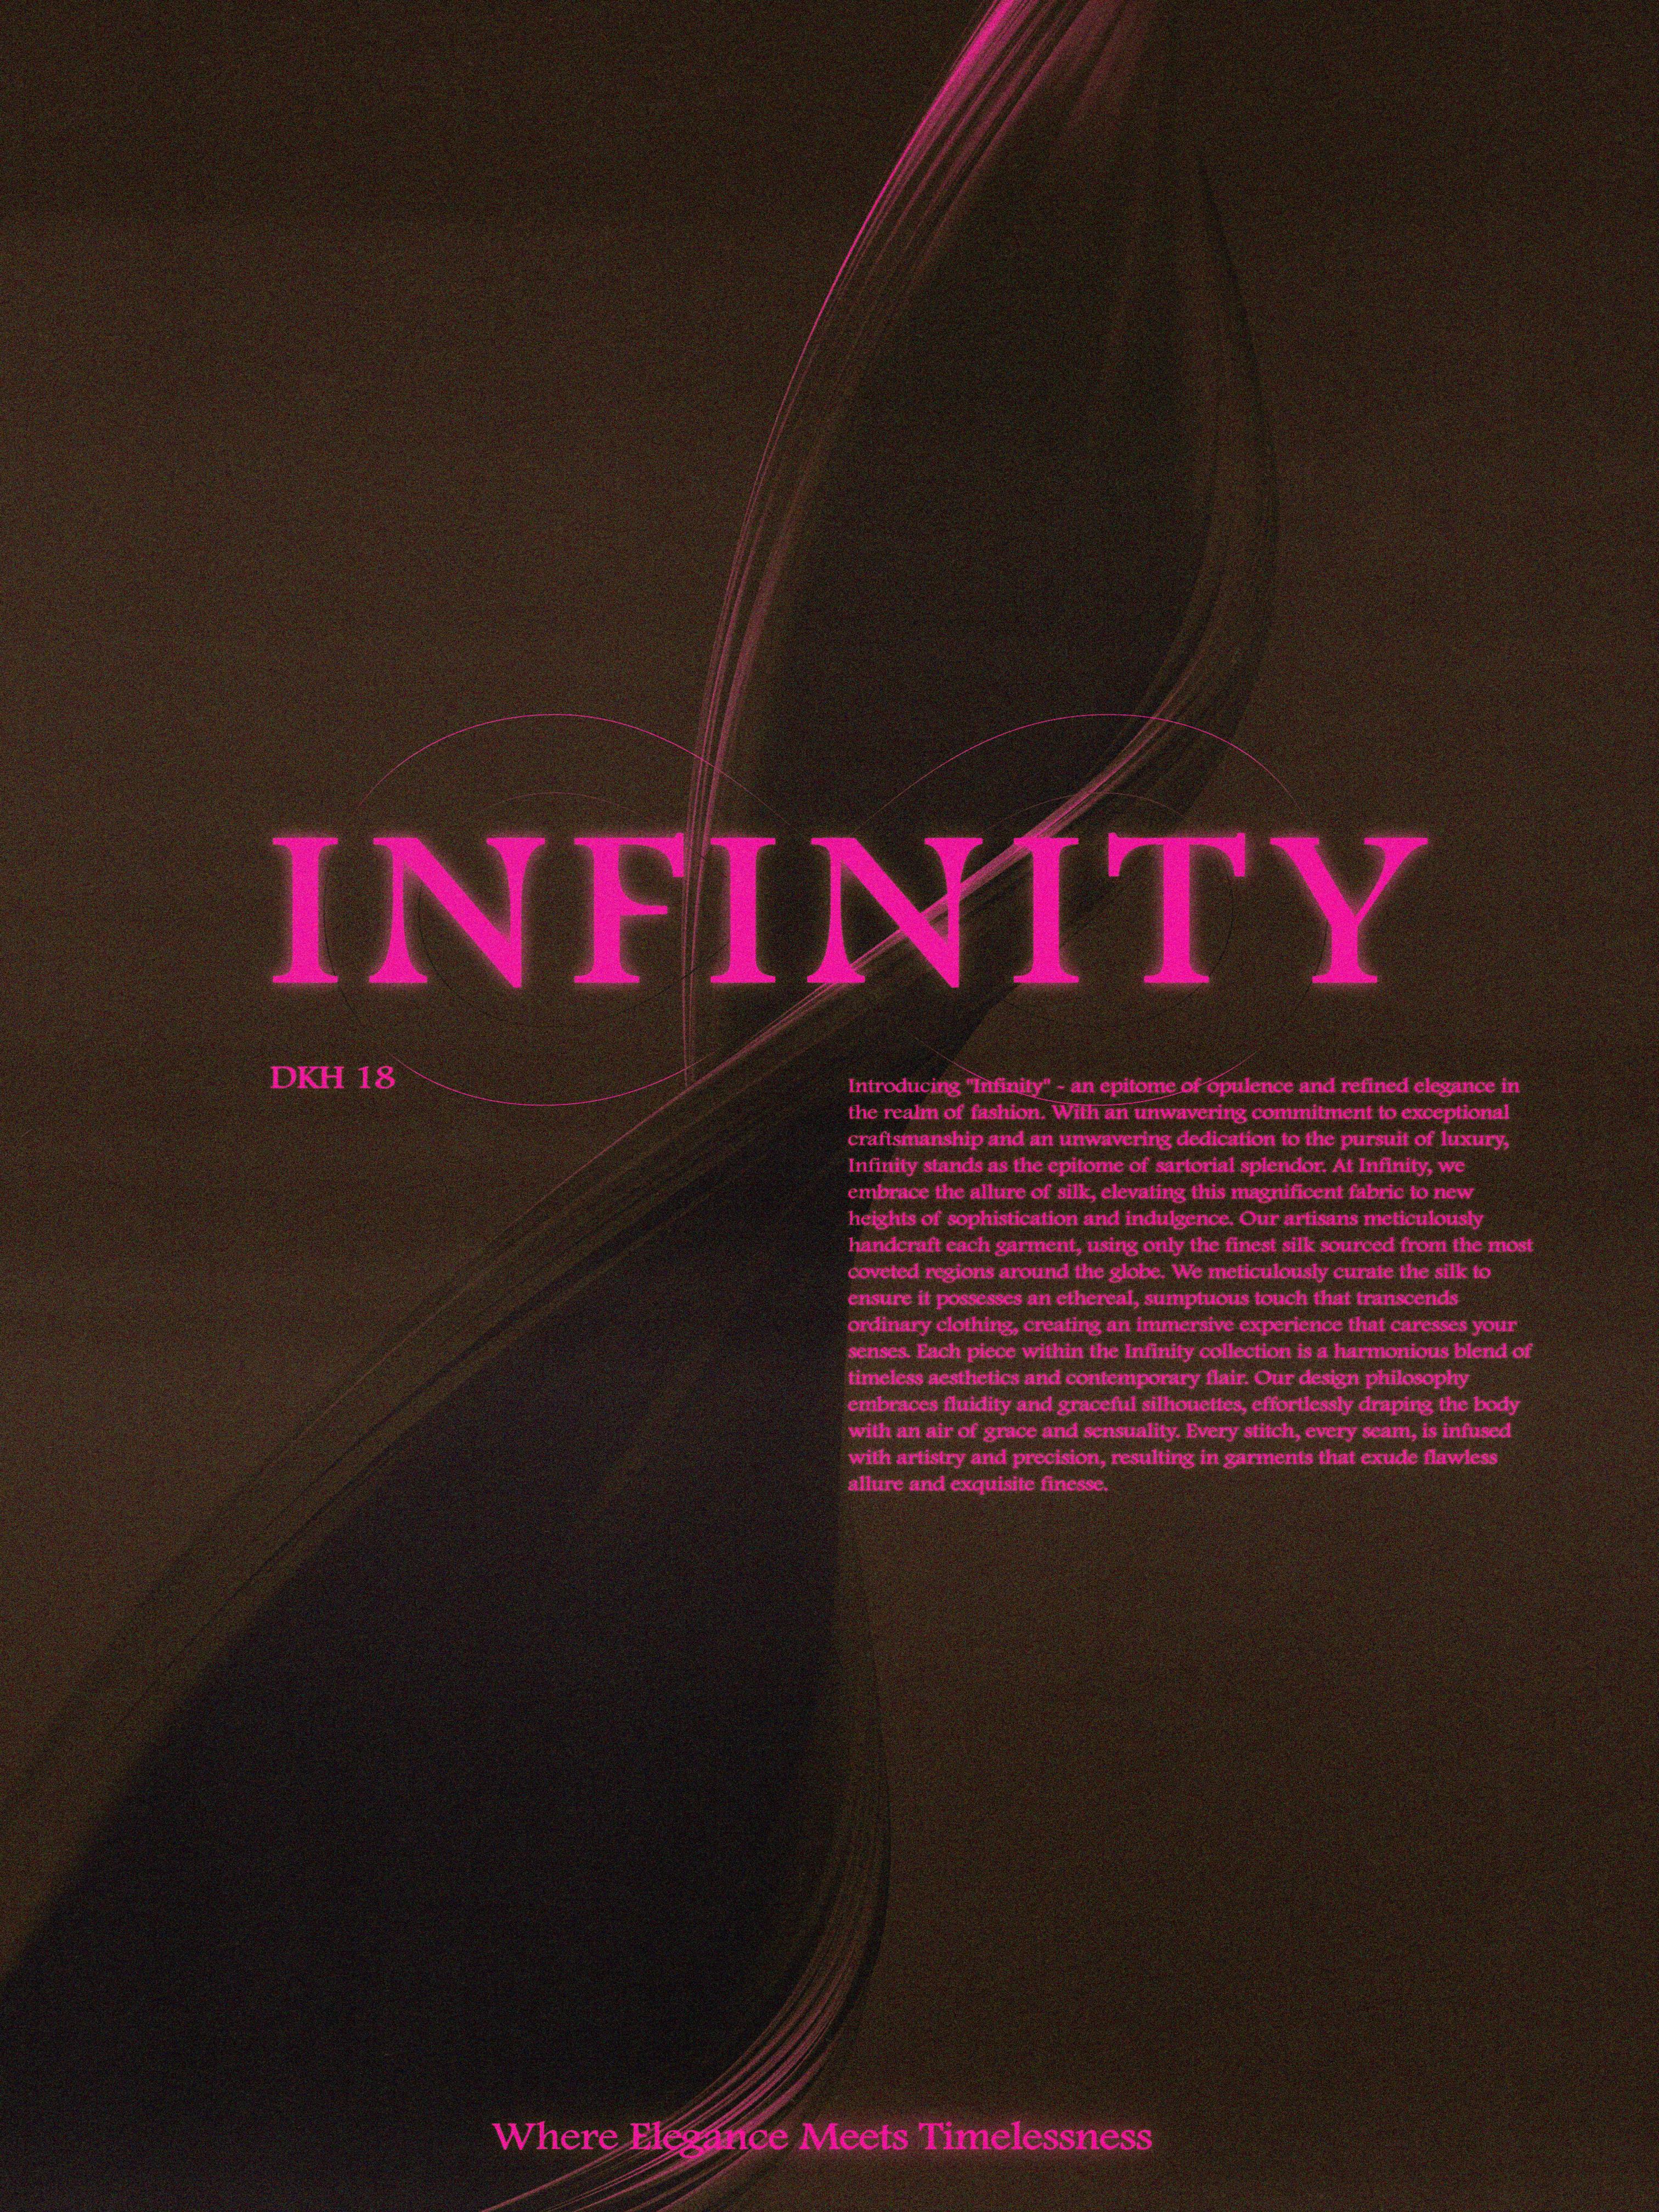 INFINITY
DKH 18
Introducing "Infinity" - an epitome of opulence and refined elegance in
the realm of fashion. With an unwavering commitment to exceptional
craftsmanship and an unwavering dedication to the pursuit of luxury,
Infinity stands as the epitome of sartorial splendor. At Infinity, we
embrace the allure of silk, elevating this magnificent fabric to new
heights of sophistication and indulgence. Our artisans meticulously
handcraft each garment, using only the finest silk sourced from the most
coveted regions around the globe. We meticulously curate the silk to
ensure it possesses an ethereal, sumptuous touch that transcends
ordinary clothing, creating an immersive experience that caresses your
senses. Each piece within the Infinity collection is a harmonious blend of
timeless aesthetics and contemporary flair. Our design philosophy
embraces fluidity and graceful silhouettes, effortlessly draping the body
with an air of grace and sensuality. Every stitch, every seam, is infused
with artistry and precision, resulting in garments that exude flawless
allure and exquisite finesse.
Where Elegance Meets Timelessness